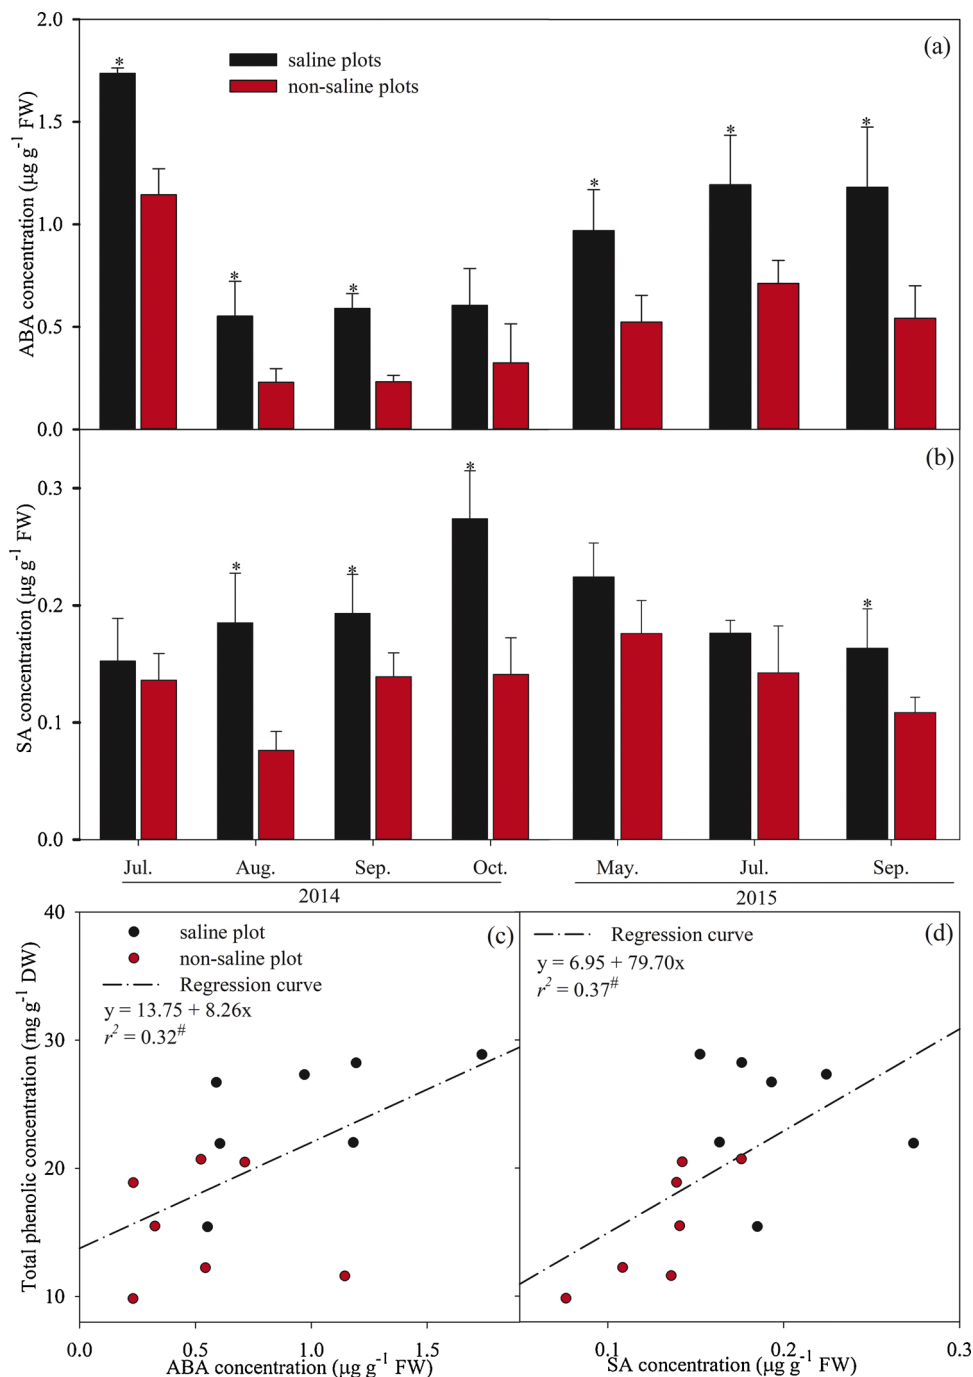 (a)
saline plots
non-saline plots
ABA concentration (µg g⁻¹ FW)
2.0
1.5
1.0
0.5
0.0
* * * * * *
(b)
SA concentration (µg g⁻¹ FW)
0.3
0.2
0.1
0.0
* * * *
Jul. Aug. Sep. Oct. May. Jul. Sep.
2014 2015
(c)
saline plot
non-saline plot
Regression curve
y = 13.75 + 8.26x
r² = 0.32#
Total phenolic concentration (mg g⁻¹ DW)
40
30
20
10
0.0 0.5 1.0 1.5
ABA concentration (µg g⁻¹ FW)
(d)
Regression curve
y = 6.95 + 79.70x
r² = 0.37#
0.1 0.2 0.3
SA concentration (µg g⁻¹ FW)